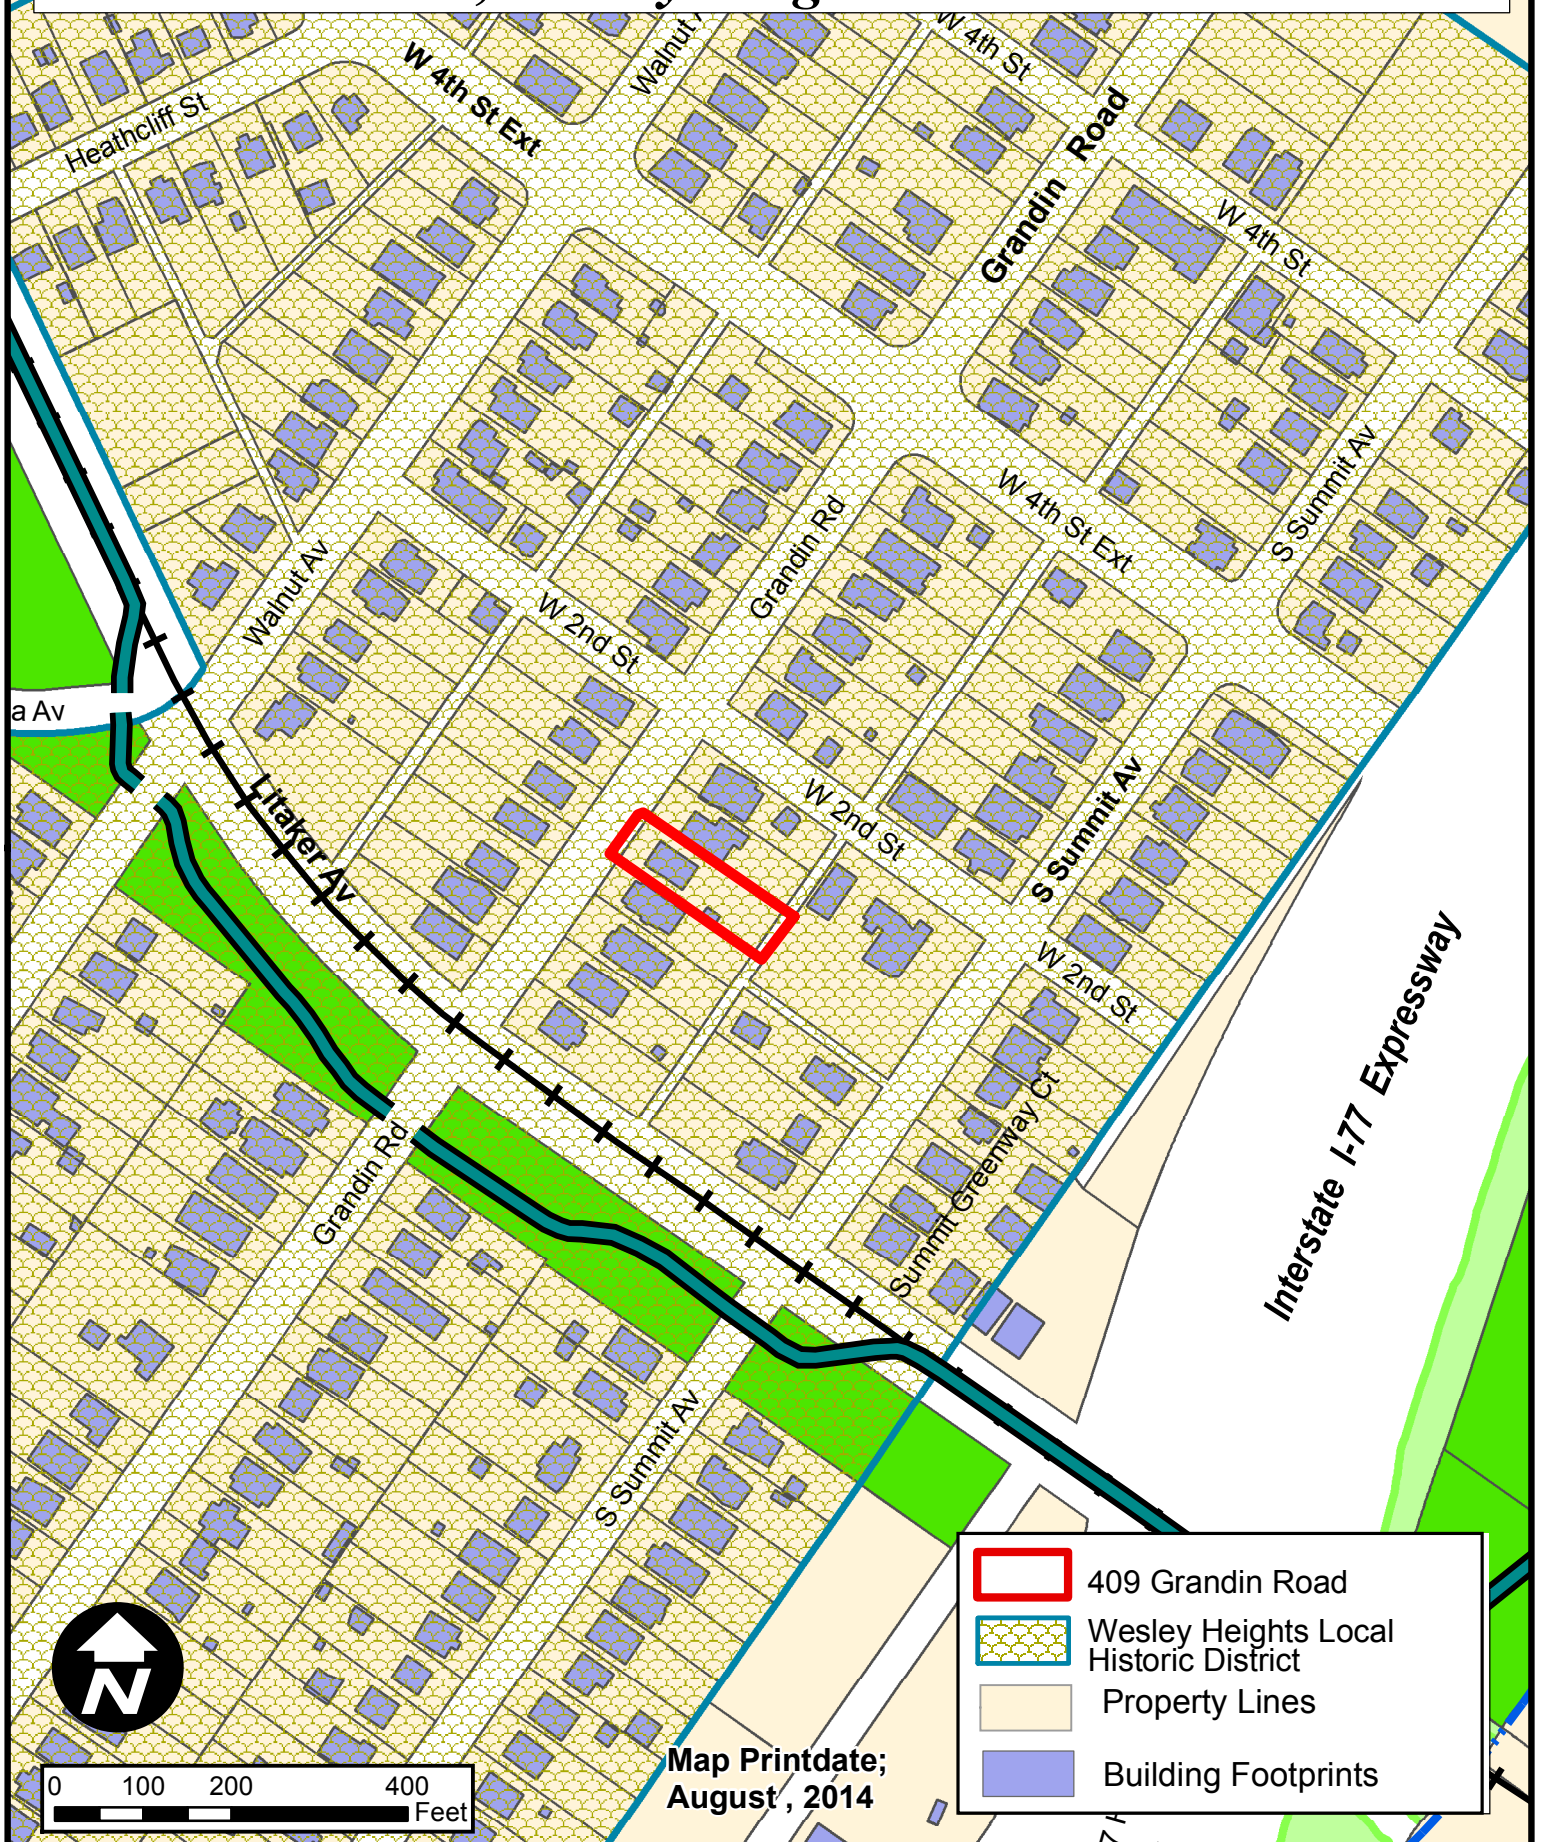 W 4th St Ext
Walnut
W 4th St
Heathcliff St
Grandin Road
W 4th St
W 4th St Ext
S Summit Av
Grandin Rd
Walnut Av
W 2nd St
a Av
Litaker Av
W 2nd St
S Summit Av
W 2nd St
Interstate I-77 Expressway
Summit Greenway Ct
Grandin Rd
S Summit Av
409 Grandin Road
Wesley Heights Local
Historic District
Property Lines
Building Footprints
N
Map Printdate;
August , 2014
0 100 200 400
Feet